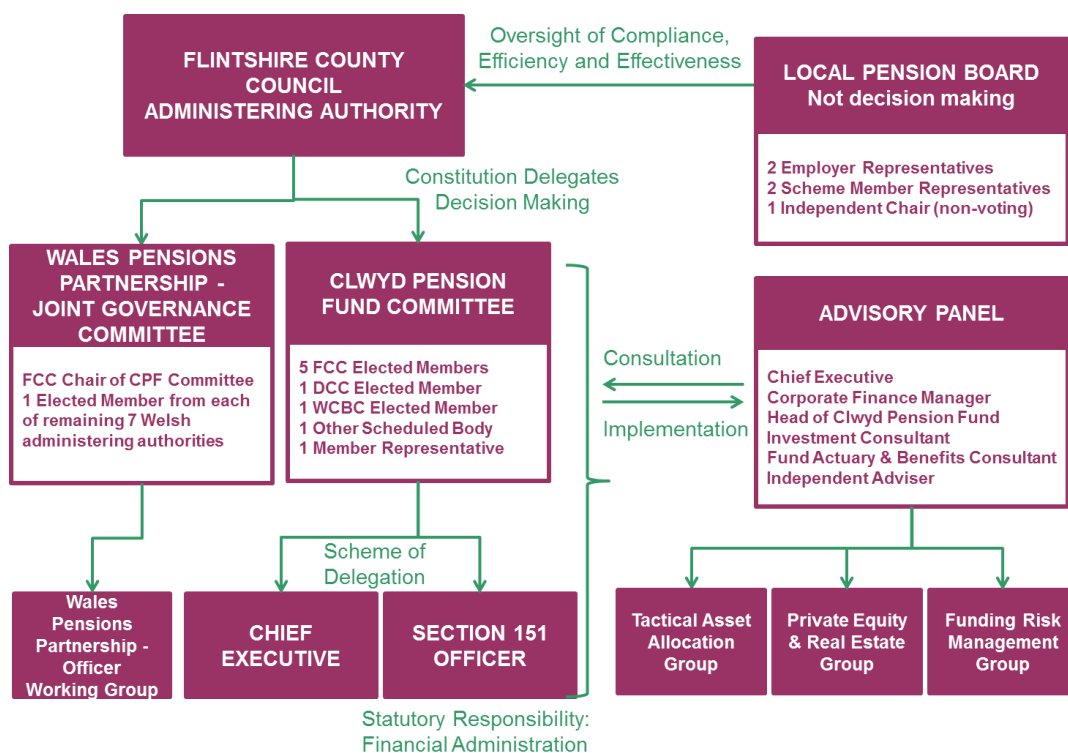 FLINTSHIRE COUNTY
COUNCIL
ADMINISTERING AUTHORITY
Oversight of Compliance,
Efficiency and Effectiveness
LOCAL PENSION BOARD
Not decision making
2 Employer Representatives
2 Scheme Member Representatives
1 Independent Chair (non-voting)
Constitution Delegates
Decision Making
WALES PENSIONS
PARTNERSHIP -
JOINT GOVERNANCE
COMMITTEE
FCC Chair of CPF Committee
1 Elected Member from each
of remaining 7 Welsh
administering authorities
CLWYD PENSION
FUND COMMITTEE
5 FCC Elected Members
1 DCC Elected Member
1 WCBC Elected Member
1 Other Scheduled Body
1 Member Representative
Consultation
Implementation
ADVISORY PANEL
Chief Executive
Corporate Finance Manager
Head of Clwyd Pension Fund
Investment Consultant
Fund Actuary & Benefits Consultant
Independent Adviser
Scheme of
Delegation
Wales
Pensions
Partnership -
Officer
Working Group
CHIEF
EXECUTIVE
SECTION 151
OFFICER
Tactical Asset
Allocation
Group
Private Equity
& Real Estate
Group
Funding Risk
Management
Group
Statutory Responsibility:
Financial Administration